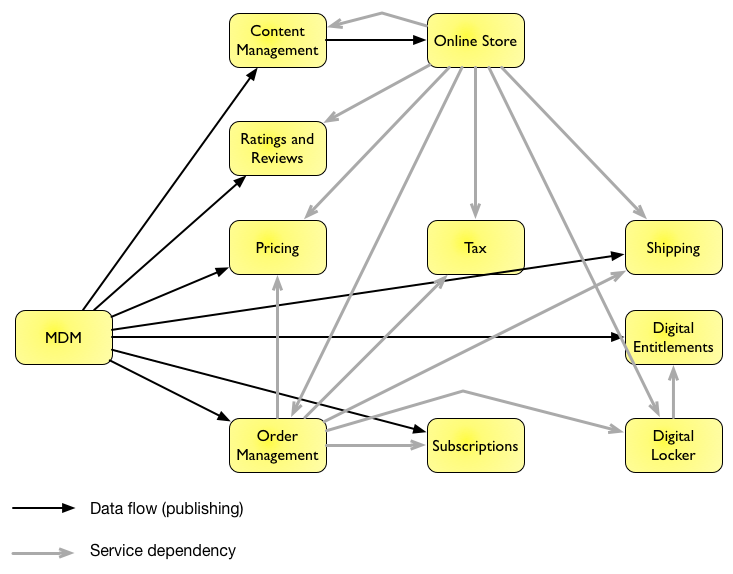 Content
Management
Online Store
Ratings and
Reviews
Pricing
Tax
Shipping
MDM
Digital
Entitlements
Order
Management
Subscriptions
Digital
Locker
Data flow (publishing)
Service dependency